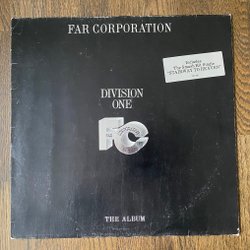 FAR CORPORATION
Includes
The Smash Hit Single
"STAIRWAY TO HEAVEN"
DIVISION
ONE
FC
THE ALBUM